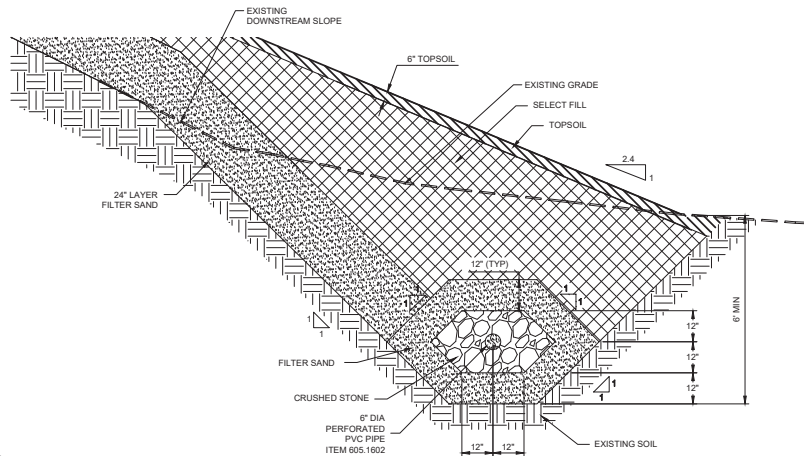 EXISTING
DOWNSTREAM SLOPE
6" TOPSOIL
EXISTING GRADE
SELECT FILL
TOPSOIL
2.4
1
24" LAYER
FILTER SAND
12" (TYP)
1
1
1
1
1
1
6' MIN
12"
12"
12"
FILTER SAND
CRUSHED STONE
1
1
6" DIA
PERFORATED
PVC PIPE
ITEM 605.1602
12"
12"
EXISTING SOIL